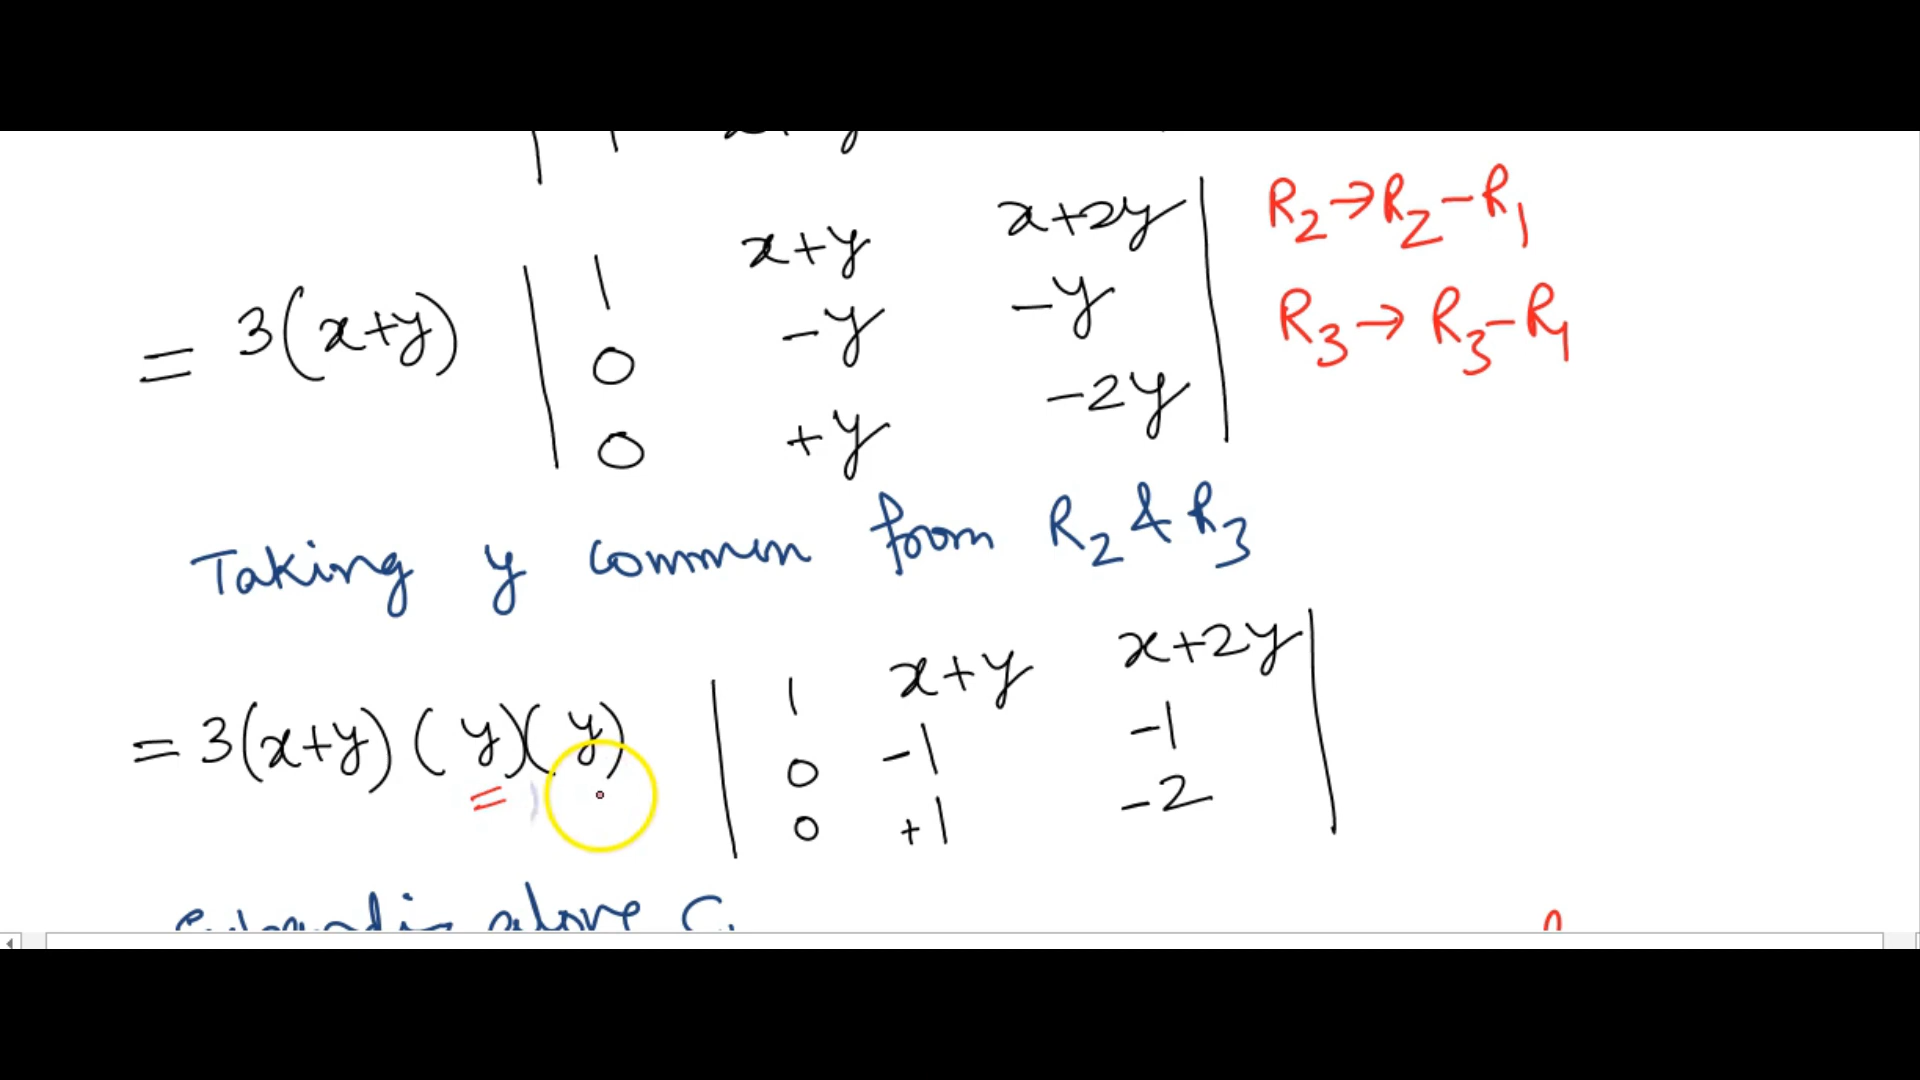 1 x+y x+2y R2→R2-R1
= 3(x+y) 0 -y -y R3→R3-R1
0 +y -2y
Taking y common from R2 & R3
1 x+y x+2y
= 3(x+y)(y)(y) 0 -1 -1
=
0 +1 -2